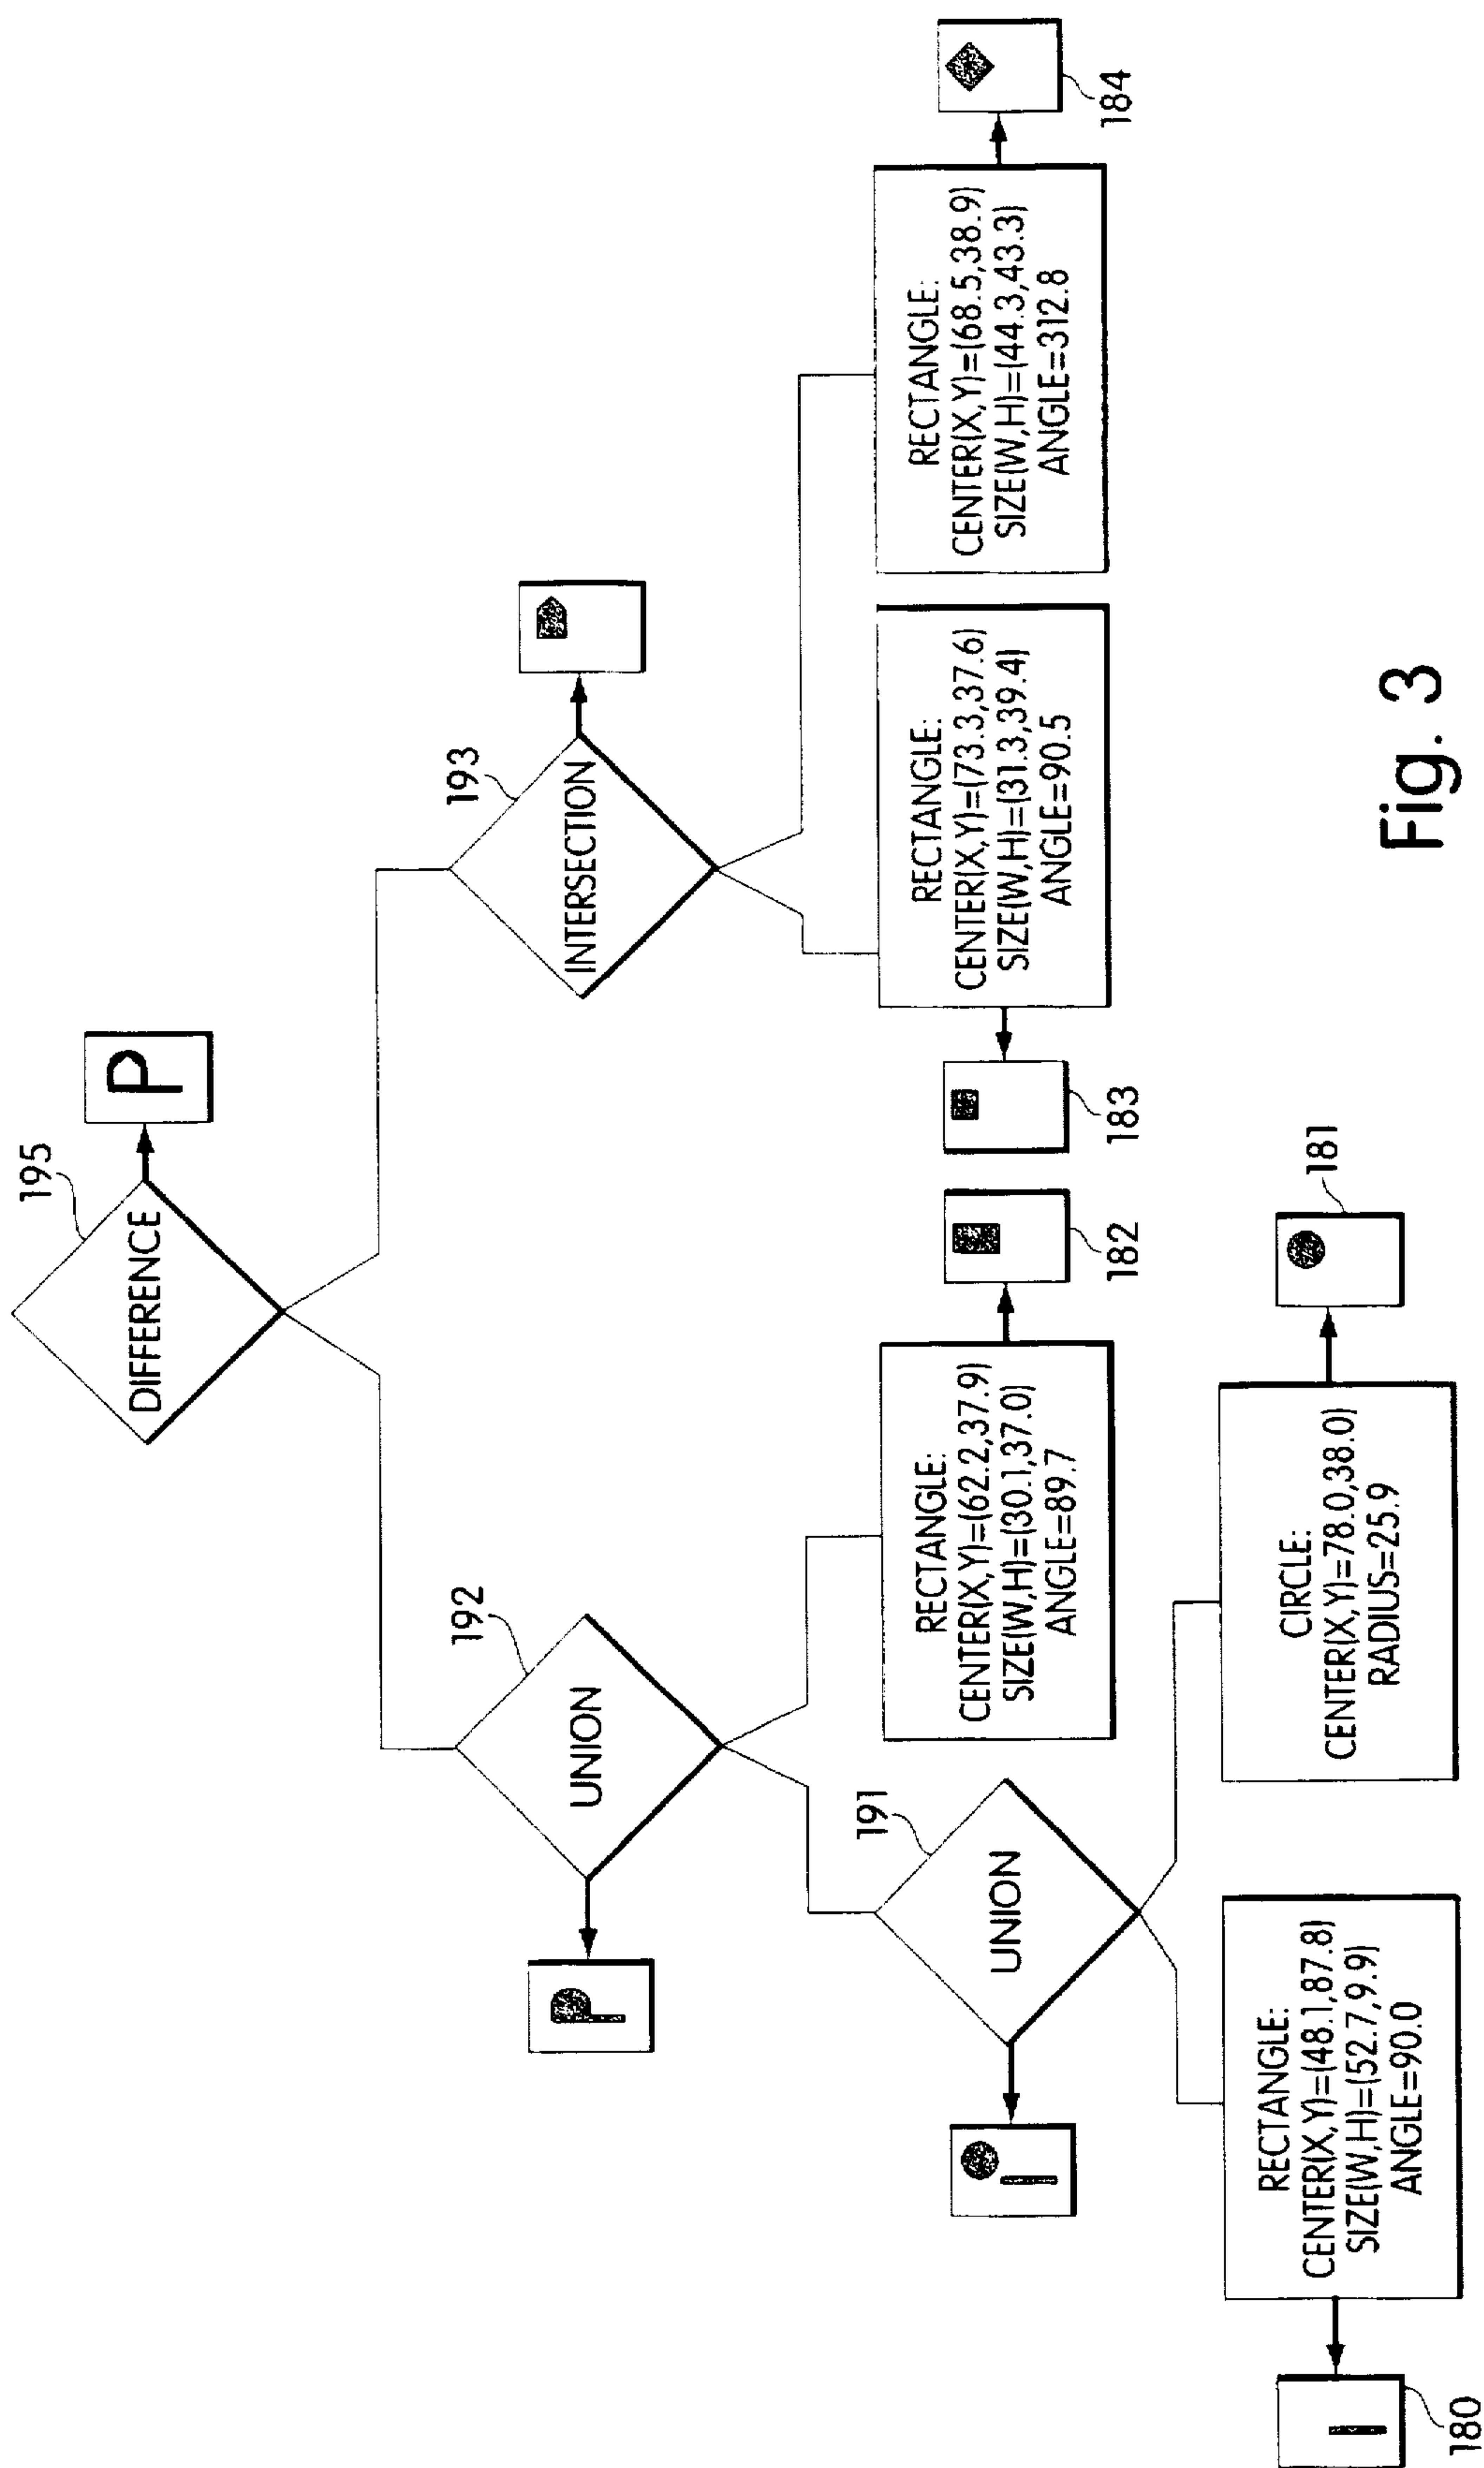 195
DIFFERENCE
P
192
UNION
193
INTERSECTION
191
UNION
RECTANGLE:
CENTER(X,Y)=(62.2,37.9)
SIZE(W,H)=(30.1,37.0)
ANGLE=89.7
182
183
RECTANGLE:
CENTER(X,Y)=(73.3,37.6)
SIZE(W,H)=(31.3,39.4)
ANGLE=90.5
RECTANGLE:
CENTER(X,Y)=(68.5,38.9)
SIZE(W,H)=(44.3,43.3)
ANGLE=312.8
184
180
RECTANGLE:
CENTER(X,Y)=(48.1,87.8)
SIZE(W,H)=(52.7,9.9)
ANGLE=90.0
CIRCLE:
CENTER(X,Y)=78.0,38.0)
RADIUS=25.9
181
Fig. 3